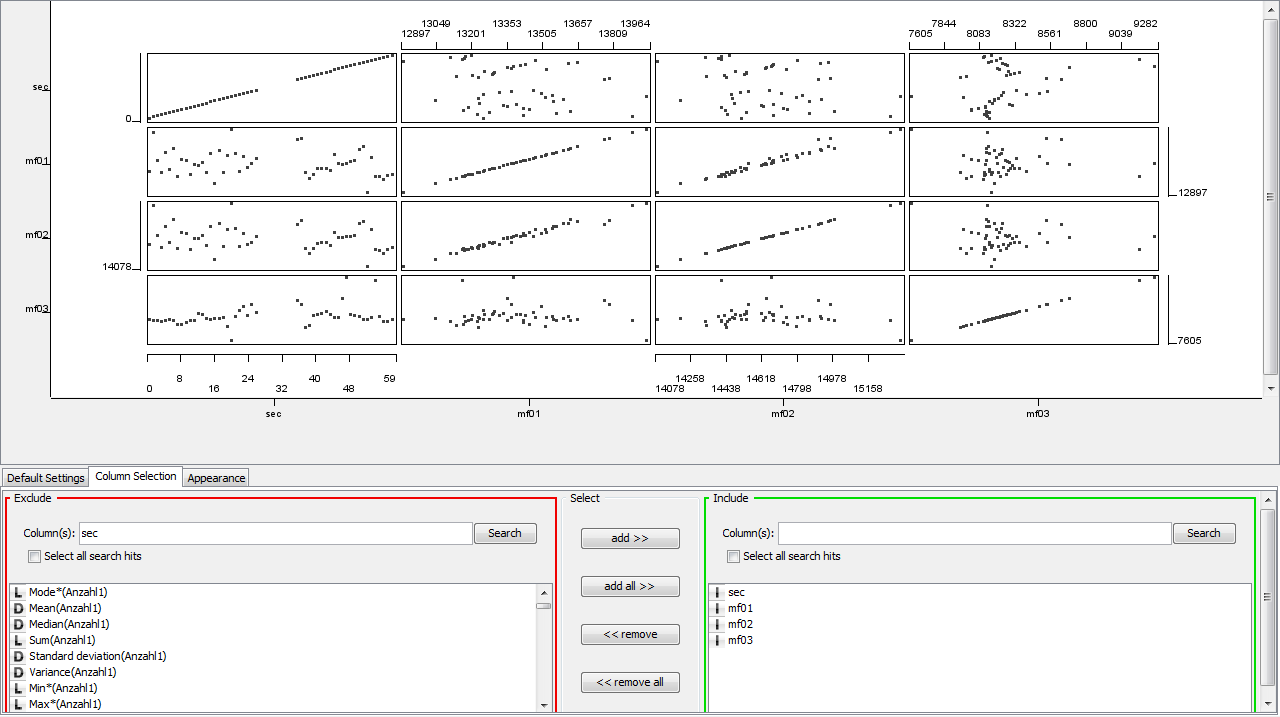 13049 13353 13657 13964
12897 13201 13505 13809
7844 8322 8800 9282
7605 8083 8561 9039
sec
0
mf01
12897
mf02
14078
mf03
7605
8 24 40 59
0 16 32 48
14258 14618 14978
14078 14438 14798 15158
sec mf01 mf02 mf03
Default Settings Column Selection Appearance
Exclude Select Include
Column(s): sec Search
Select all search hits
add >>
Column(s): Search
Select all search hits
add all >>
<< remove
<< remove all
L Mode*(Anzahl1)
D Mean(Anzahl1)
D Median(Anzahl1)
L Sum(Anzahl1)
D Standard deviation(Anzahl1)
D Variance(Anzahl1)
L Min*(Anzahl1)
L Max*(Anzahl1)
I sec
I mf01
I mf02
I mf03